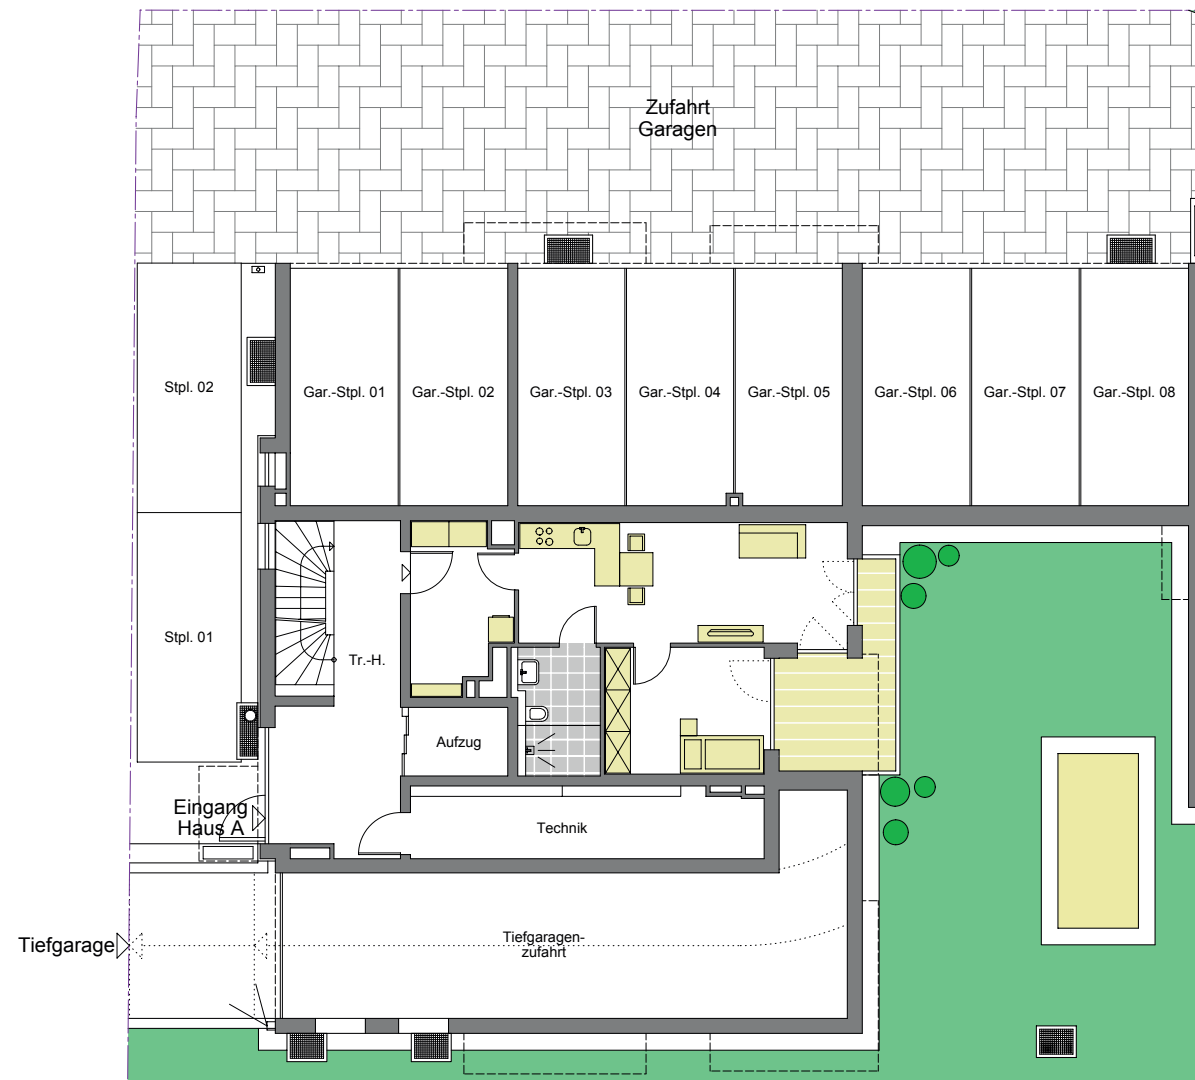 Zufahrt
Garagen
Stpl. 02
Gar.-Stpl. 01
Gar.-Stpl. 02
Gar.-Stpl. 03
Gar.-Stpl. 04
Gar.-Stpl. 05
Gar.-Stpl. 06
Gar.-Stpl. 07
Gar.-Stpl. 08
Stpl. 01
Tr.-H.
Aufzug
Eingang
Haus A
Technik
Tiefgarage
Tiefgaragen-
zufahrt